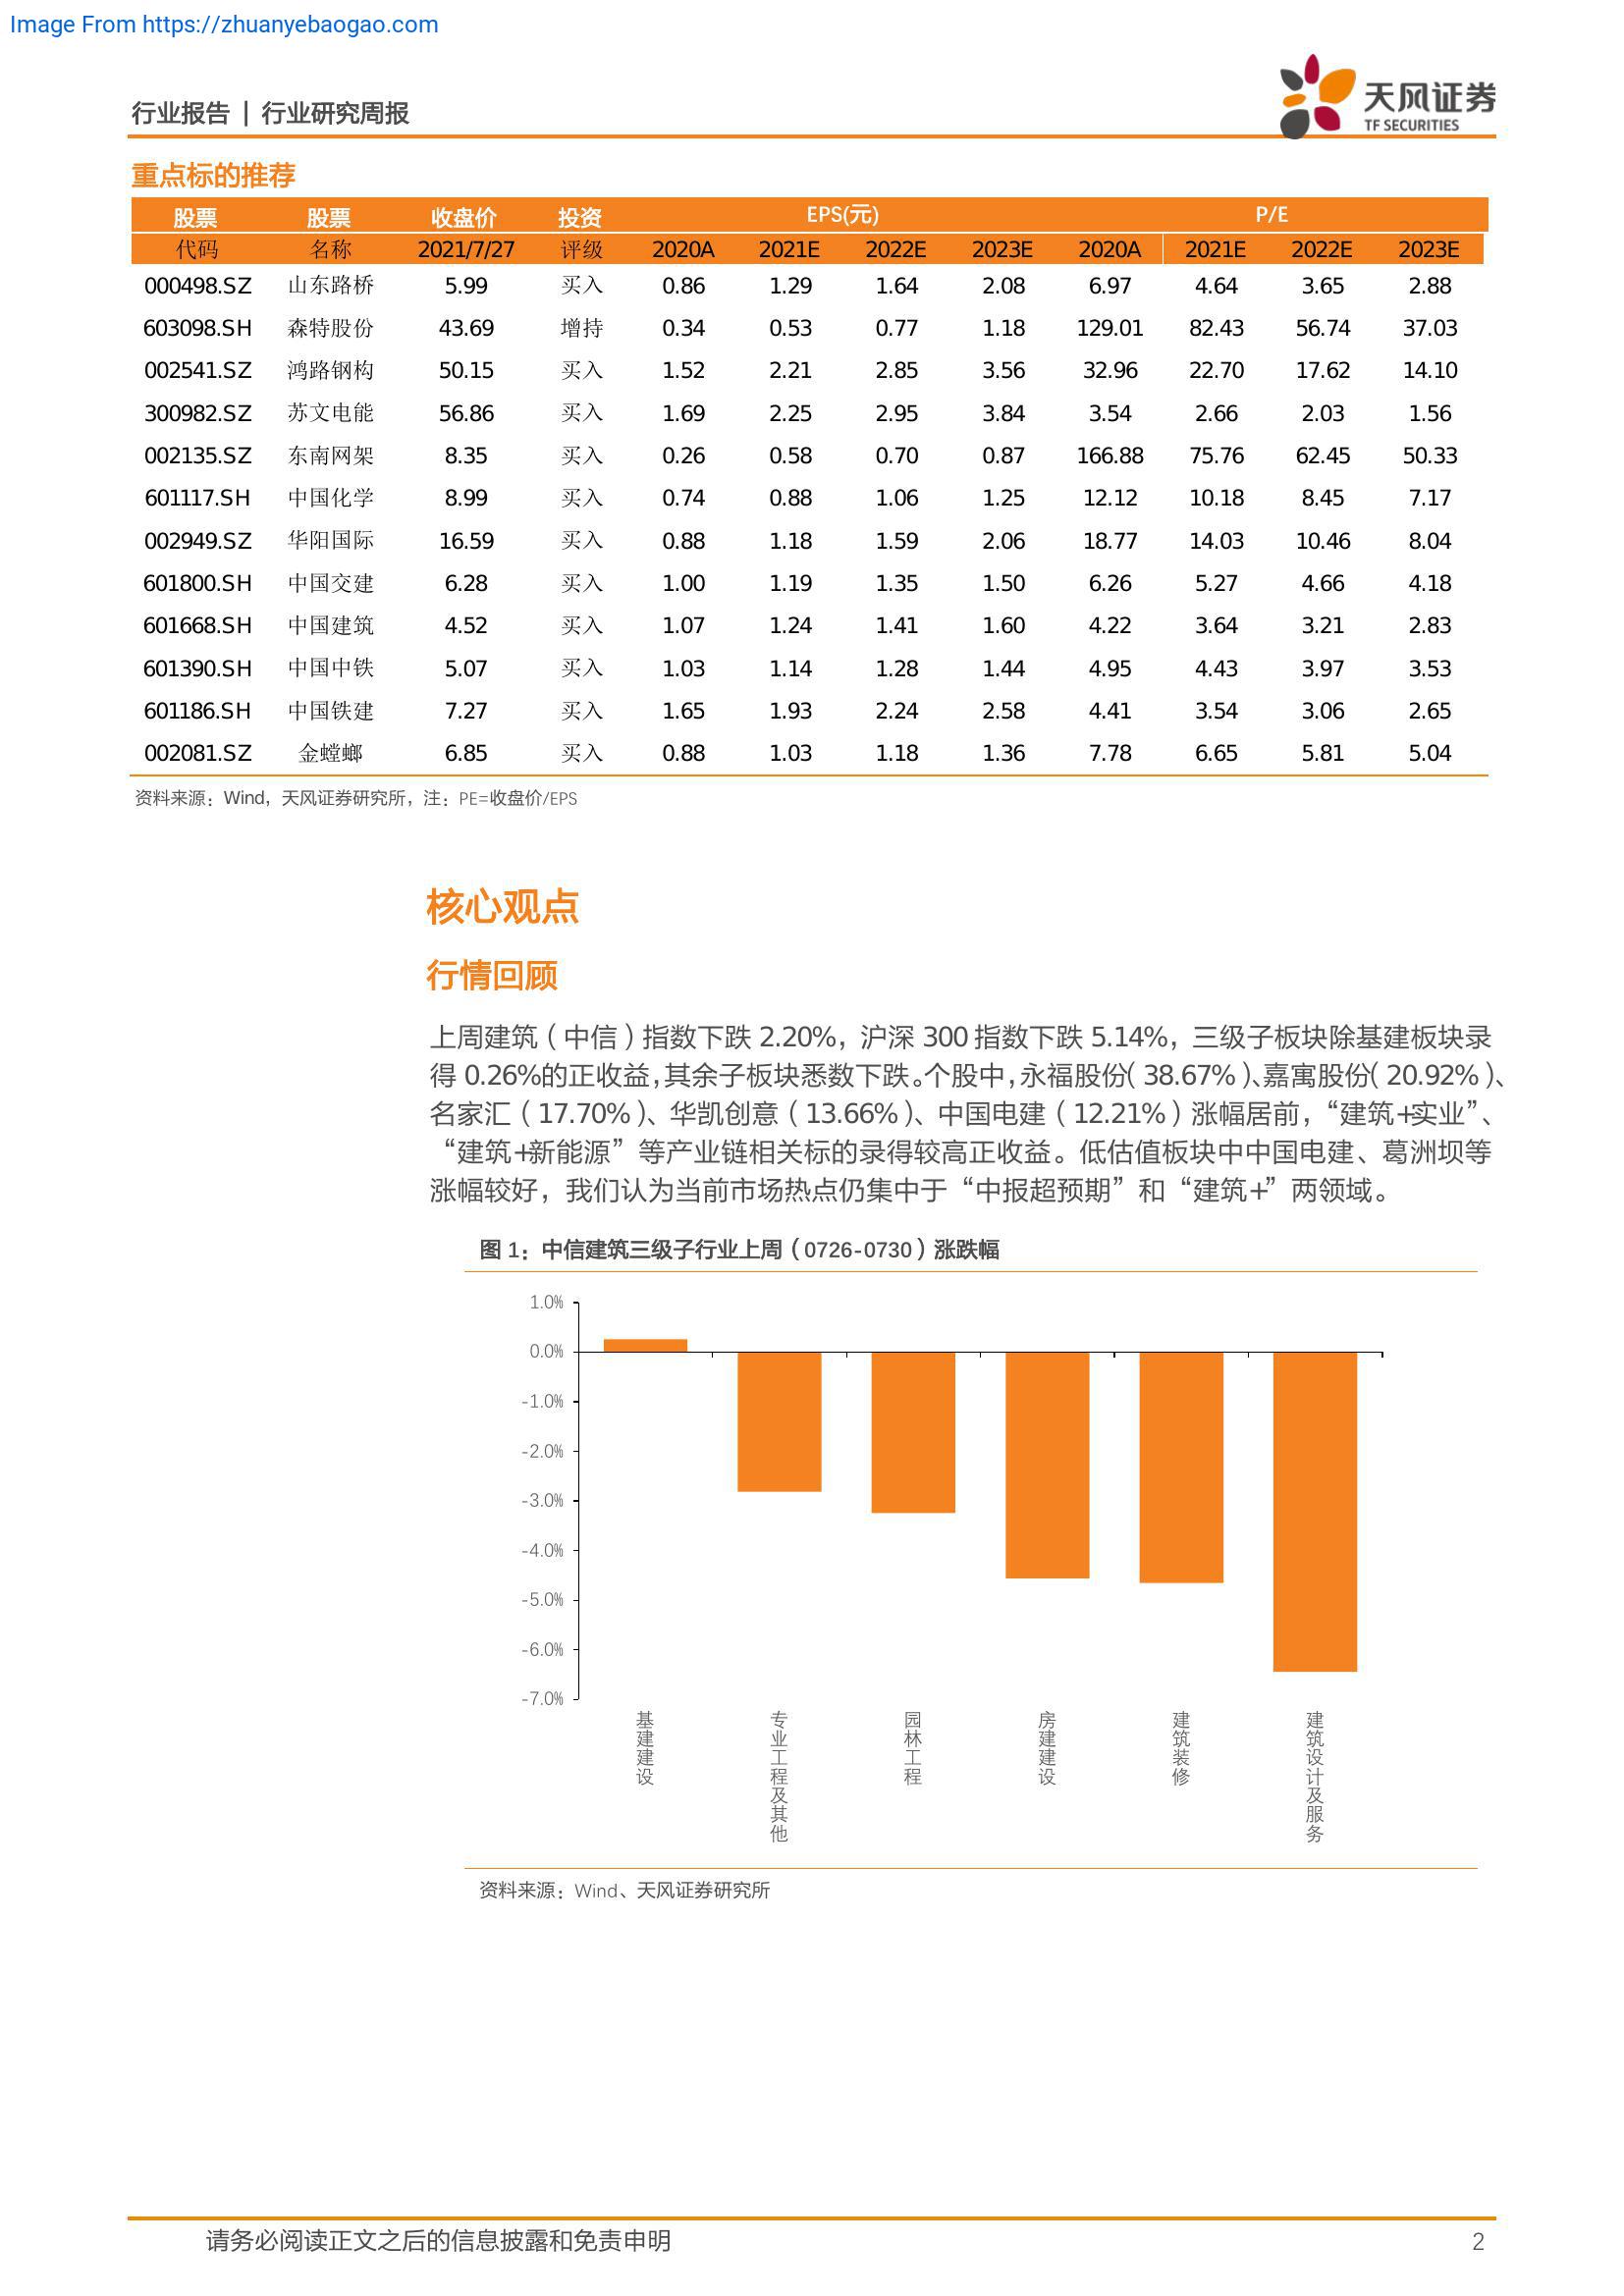 Image From https://zhuanyebaogao.com
行业报告 | 行业研究周报
天风证券
TF SECURITIES
重点标的推荐
股票 股票 收盘价 投资 EPS(元) P/E
代码 名称 2021/7/27 评级 2020A 2021E 2022E 2023E 2020A 2021E 2022E 2023E
000498.SZ 山东路桥 5.99 买入 0.86 1.29 1.64 2.08 6.97 4.64 3.65 2.88
603098.SH 森特股份 43.69 增持 0.34 0.53 0.77 1.18 129.01 82.43 56.74 37.03
002541.SZ 鸿路钢构 50.15 买入 1.52 2.21 2.85 3.56 32.96 22.70 17.62 14.10
300982.SZ 苏文电能 56.86 买入 1.69 2.25 2.95 3.84 3.54 2.66 2.03 1.56
002135.SZ 东南网架 8.35 买入 0.26 0.58 0.70 0.87 166.88 75.76 62.45 50.33
601117.SH 中国化学 8.99 买入 0.74 0.88 1.06 1.25 12.12 10.18 8.45 7.17
002949.SZ 华阳国际 16.59 买入 0.88 1.18 1.59 2.06 18.77 14.03 10.46 8.04
601800.SH 中国交建 6.28 买入 1.00 1.19 1.35 1.50 6.26 5.27 4.66 4.18
601668.SH 中国建筑 4.52 买入 1.07 1.24 1.41 1.60 4.22 3.64 3.21 2.83
601390.SH 中国中铁 5.07 买入 1.03 1.14 1.28 1.44 4.95 4.43 3.97 3.53
601186.SH 中国铁建 7.27 买入 1.65 1.93 2.24 2.58 4.41 3.54 3.06 2.65
002081.SZ 金螳螂 6.85 买入 0.88 1.03 1.18 1.36 7.78 6.65 5.81 5.04
资料来源：Wind，天风证券研究所，注：PE=收盘价/EPS
核心观点
行情回顾
上周建筑（中信）指数下跌 2.20%，沪深 300 指数下跌 5.14%，三级子板块除基建板块录
得 0.26%的正收益，其余子板块悉数下跌。个股中，永福股份（38.67%）、嘉寓股份（20.92%）、
名家汇（17.70%）、华凯创意（13.66%）、中国电建（12.21%）涨幅居前，“建筑+实业”、
“建筑+新能源”等产业链相关标的录得较高正收益。低估值板块中中国电建、葛洲坝等
涨幅较好，我们认为当前市场热点仍集中于“中报超预期”和“建筑+”两领域。
图 1：中信建筑三级子行业上周（0726-0730）涨跌幅
1.0%
0.0%
-1.0%
-2.0%
-3.0%
-4.0%
-5.0%
-6.0%
-7.0%
基建建设
专业工程及其他
园林工程
房建建设
建筑装修
建筑设计及服务
资料来源：Wind、天风证券研究所
请务必阅读正文之后的信息披露和免责申明 2